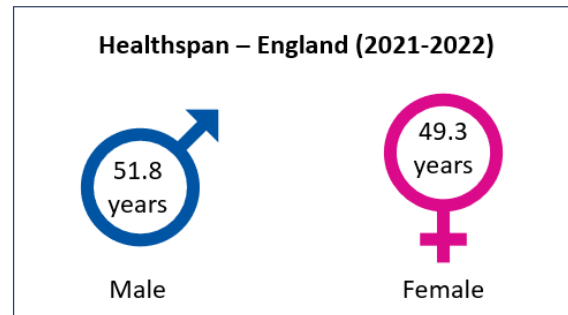 Healthspan – England (2021-2022)
51.8
years
49.3
years
Male
Female